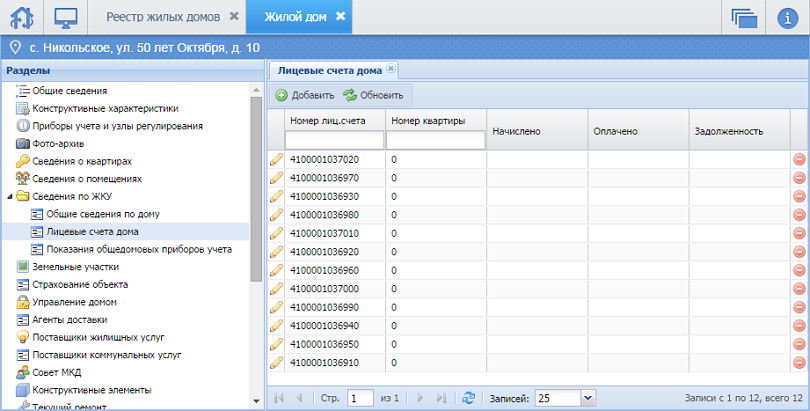 Реестр жилых домов
Жилой дом
с. Никольское, ул. 50 лет Октября, д. 10
Разделы
Общие сведения
Конструктивные характеристики
Приборы учета и узлы регулирования
Фото-архив
Сведения о квартирах
Сведения о помещениях
Сведения по ЖКУ
Общие сведения по дому
Лицевые счета дома
Показания общедомовых приборов учета
Земельные участки
Страхование объекта
Управление домом
Агенты доставки
Поставщики жилищных услуг
Поставщики коммунальных услуг
Совет МКД
Конструктивные элементы
Текущий ремонт
Лицевые счета дома
Добавить Обновить
Номер лиц.счета Номер квартиры Начислено Оплачено Задолженность
4100001037020 0
4100001036970 0
4100001036930 0
4100001036980 0
4100001037010 0
4100001036920 0
4100001036960 0
4100001037000 0
4100001036990 0
4100001036940 0
4100001036950 0
4100001036910 0
Стр. 1 из 1 Записей: 25 Записи с 1 по 12, всего 12